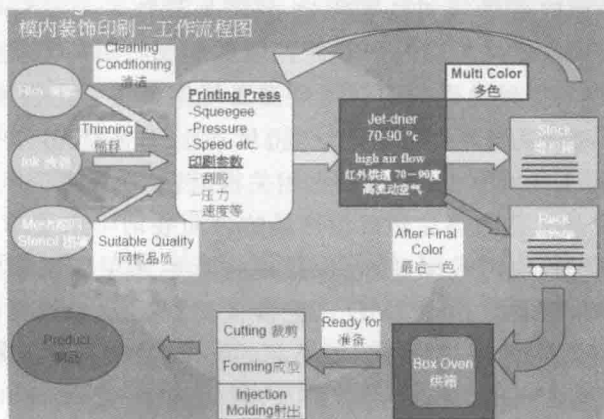 模内装饰印刷－工作流程图
Cleaning
Conditioning
清洁
Film
Printing Press
-Squeegee
-Pressure
-Speed etc.
印刷参数
－刮胶
－压力
－速度等
Multi Color
多色
Jet-drier
70-90 °c
high air flow
红外烘道 70－90度
高流动空气
Stack
Thinning
稀释
Ink
Mesh
Stencil
Suitable Quality
网板品质
After Final
Color
最后一色
Rack
Product
制品
Cutting 裁剪
Forming成型
Injection
Molding射出
Ready for
准备
Box Oven
烘箱